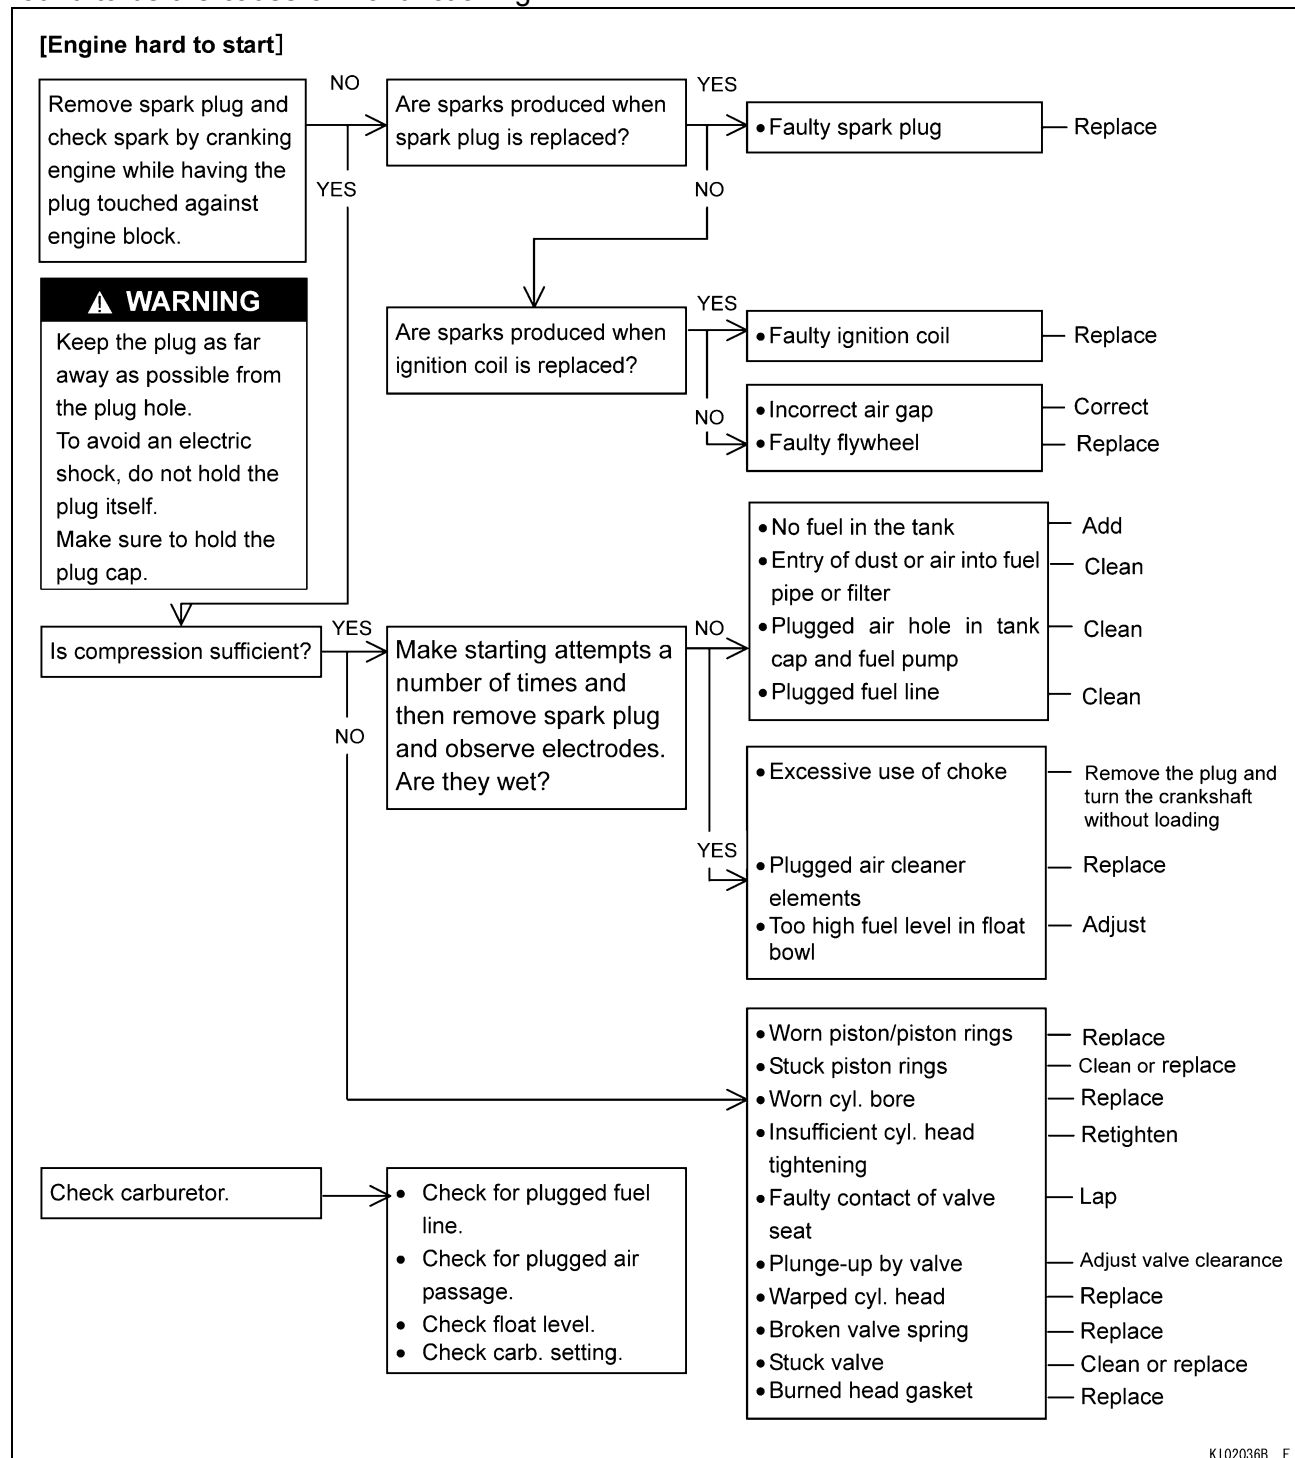 [Engine hard to start]
Remove spark plug and
check spark by cranking
engine while having the
plug touched against
engine block.
NO
YES
Are sparks produced when
spark plug is replaced?
YES
NO
• Faulty spark plug
Replace
⚠ WARNING
Keep the plug as far
away as possible from
the plug hole.
To avoid an electric
shock, do not hold the
plug itself.
Make sure to hold the
plug cap.
Are sparks produced when
ignition coil is replaced?
YES
NO
• Faulty ignition coil
Replace
• Incorrect air gap
Correct
• Faulty flywheel
Replace
Is compression sufficient?
YES
NO
Make starting attempts a
number of times and
then remove spark plug
and observe electrodes.
Are they wet?
NO
YES
• No fuel in the tank
Add
• Entry of dust or air into fuel
pipe or filter
Clean
• Plugged air hole in tank
cap and fuel pump
Clean
• Plugged fuel line
Clean
• Excessive use of choke
Remove the plug and
turn the crankshaft
without loading
• Plugged air cleaner
elements
Replace
• Too high fuel level in float
bowl
Adjust
• Worn piston/piston rings
Replace
• Stuck piston rings
Clean or replace
• Worn cyl. bore
Replace
• Insufficient cyl. head
tightening
Retighten
• Faulty contact of valve
seat
Lap
• Plunge-up by valve
Adjust valve clearance
• Warped cyl. head
Replace
• Broken valve spring
Replace
• Stuck valve
Clean or replace
• Burned head gasket
Replace
Check carburetor.
• Check for plugged fuel
line.
• Check for plugged air
passage.
• Check float level.
• Check carb. setting.